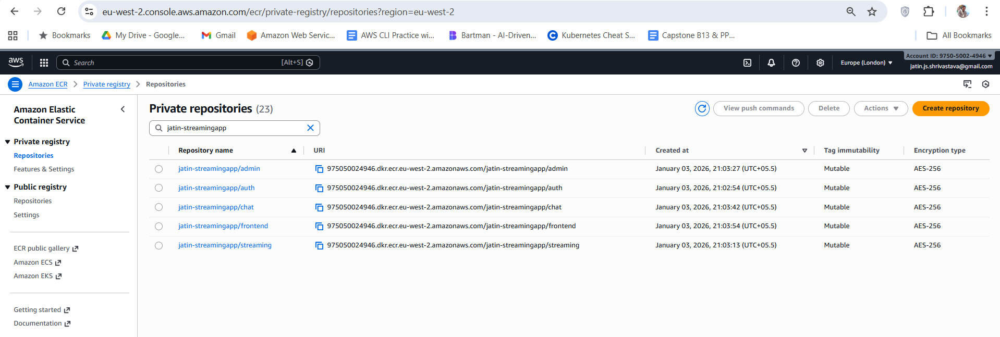 eu-west-2.console.aws.amazon.com/ecr/private-registry/repositories?region=eu-west-2
Bookmarks My Drive - Google... Gmail Amazon Web Servic... AWS CLI Practice wi... Bartman - AI-Driven... Kubernetes Cheat S... Capstone B13 & PP... All Bookmarks
aws Search [Alt+S] Europe (London) Account ID: 9750-5002-4946
jatin.js.shrivastava@gmail.com
Amazon ECR Private registry Repositories
Amazon Elastic
Container Service
Private registry
Repositories
Features & Settings
Public registry
Repositories
Settings
ECR public gallery
Amazon ECS
Amazon EKS
Getting started
Documentation
Private repositories (23) View push commands Delete Actions Create repository
jatin-streamingapp
Repository name URI Created at Tag immutability Encryption type
jatin-streamingapp/admin 975050024946.dkr.ecr.eu-west-2.amazonaws.com/jatin-streamingapp/admin January 03, 2026, 21:03:27 (UTC+05.5) Mutable AES-256
jatin-streamingapp/auth 975050024946.dkr.ecr.eu-west-2.amazonaws.com/jatin-streamingapp/auth January 03, 2026, 21:02:54 (UTC+05.5) Mutable AES-256
jatin-streamingapp/chat 975050024946.dkr.ecr.eu-west-2.amazonaws.com/jatin-streamingapp/chat January 03, 2026, 21:03:42 (UTC+05.5) Mutable AES-256
jatin-streamingapp/frontend 975050024946.dkr.ecr.eu-west-2.amazonaws.com/jatin-streamingapp/frontend January 03, 2026, 21:03:54 (UTC+05.5) Mutable AES-256
jatin-streamingapp/streaming 975050024946.dkr.ecr.eu-west-2.amazonaws.com/jatin-streamingapp/streaming January 03, 2026, 21:03:13 (UTC+05.5) Mutable AES-256